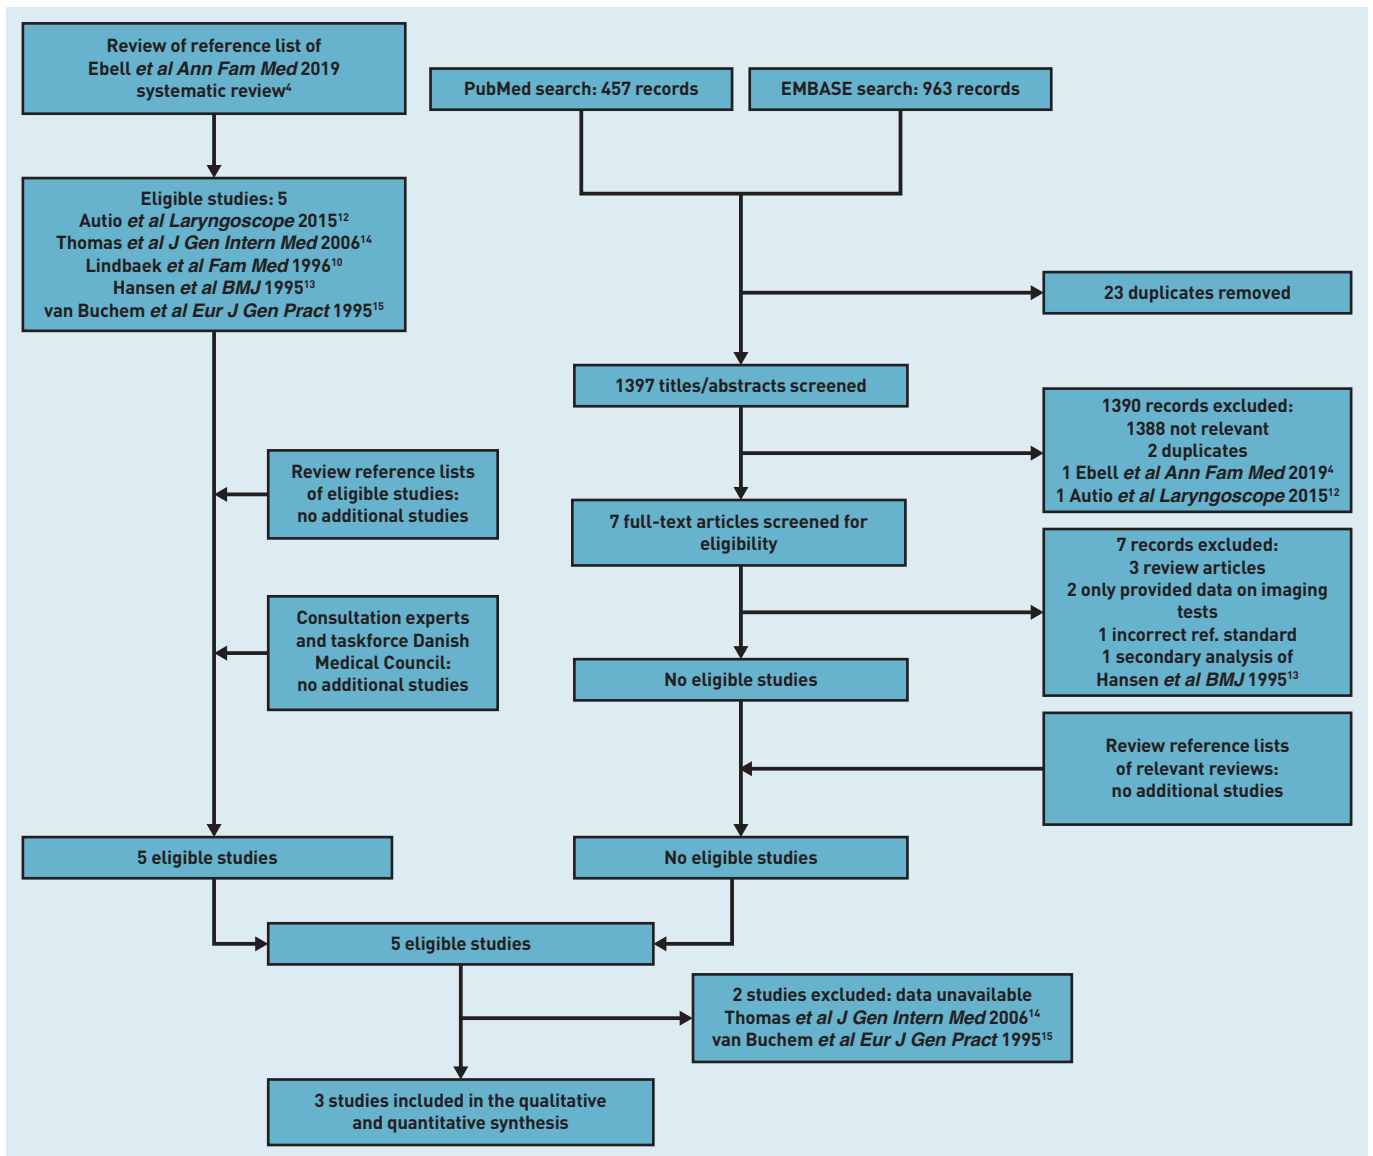 Review of reference list of
Ebell et al Ann Fam Med 2019
systematic review4
PubMed search: 457 records
EMBASE search: 963 records
Eligible studies: 5
Autio et al Laryngoscope 201512
Thomas et al J Gen Intern Med 200614
Lindbaek et al Fam Med 199610
Hansen et al BMJ 199513
van Buchem et al Eur J Gen Pract 199515
23 duplicates removed
1397 titles/abstracts screened
1390 records excluded:
1388 not relevant
2 duplicates
1 Ebell et al Ann Fam Med 20194
1 Autio et al Laryngoscope 201512
Review reference lists
of eligible studies:
no additional studies
7 full-text articles screened for
eligibility
7 records excluded:
3 review articles
2 only provided data on imaging
tests
1 incorrect ref. standard
1 secondary analysis of
Hansen et al BMJ 199513
Consultation experts
and taskforce Danish
Medical Council:
no additional studies
No eligible studies
Review reference lists
of relevant reviews:
no additional studies
5 eligible studies
No eligible studies
5 eligible studies
2 studies excluded: data unavailable
Thomas et al J Gen Intern Med 200614
van Buchem et al Eur J Gen Pract 199515
3 studies included in the qualitative
and quantitative synthesis